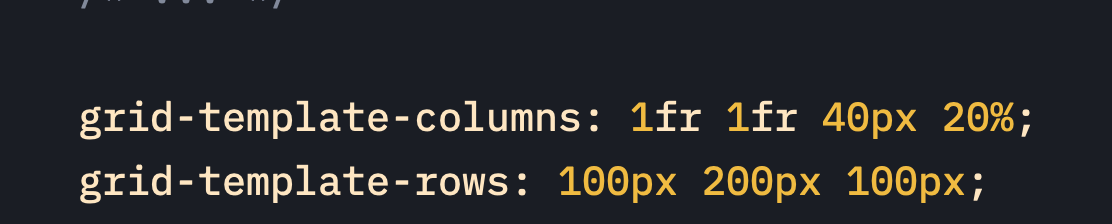 grid-template-columns: 1fr 1fr 40px 20%;
grid-template-rows: 100px 200px 100px;